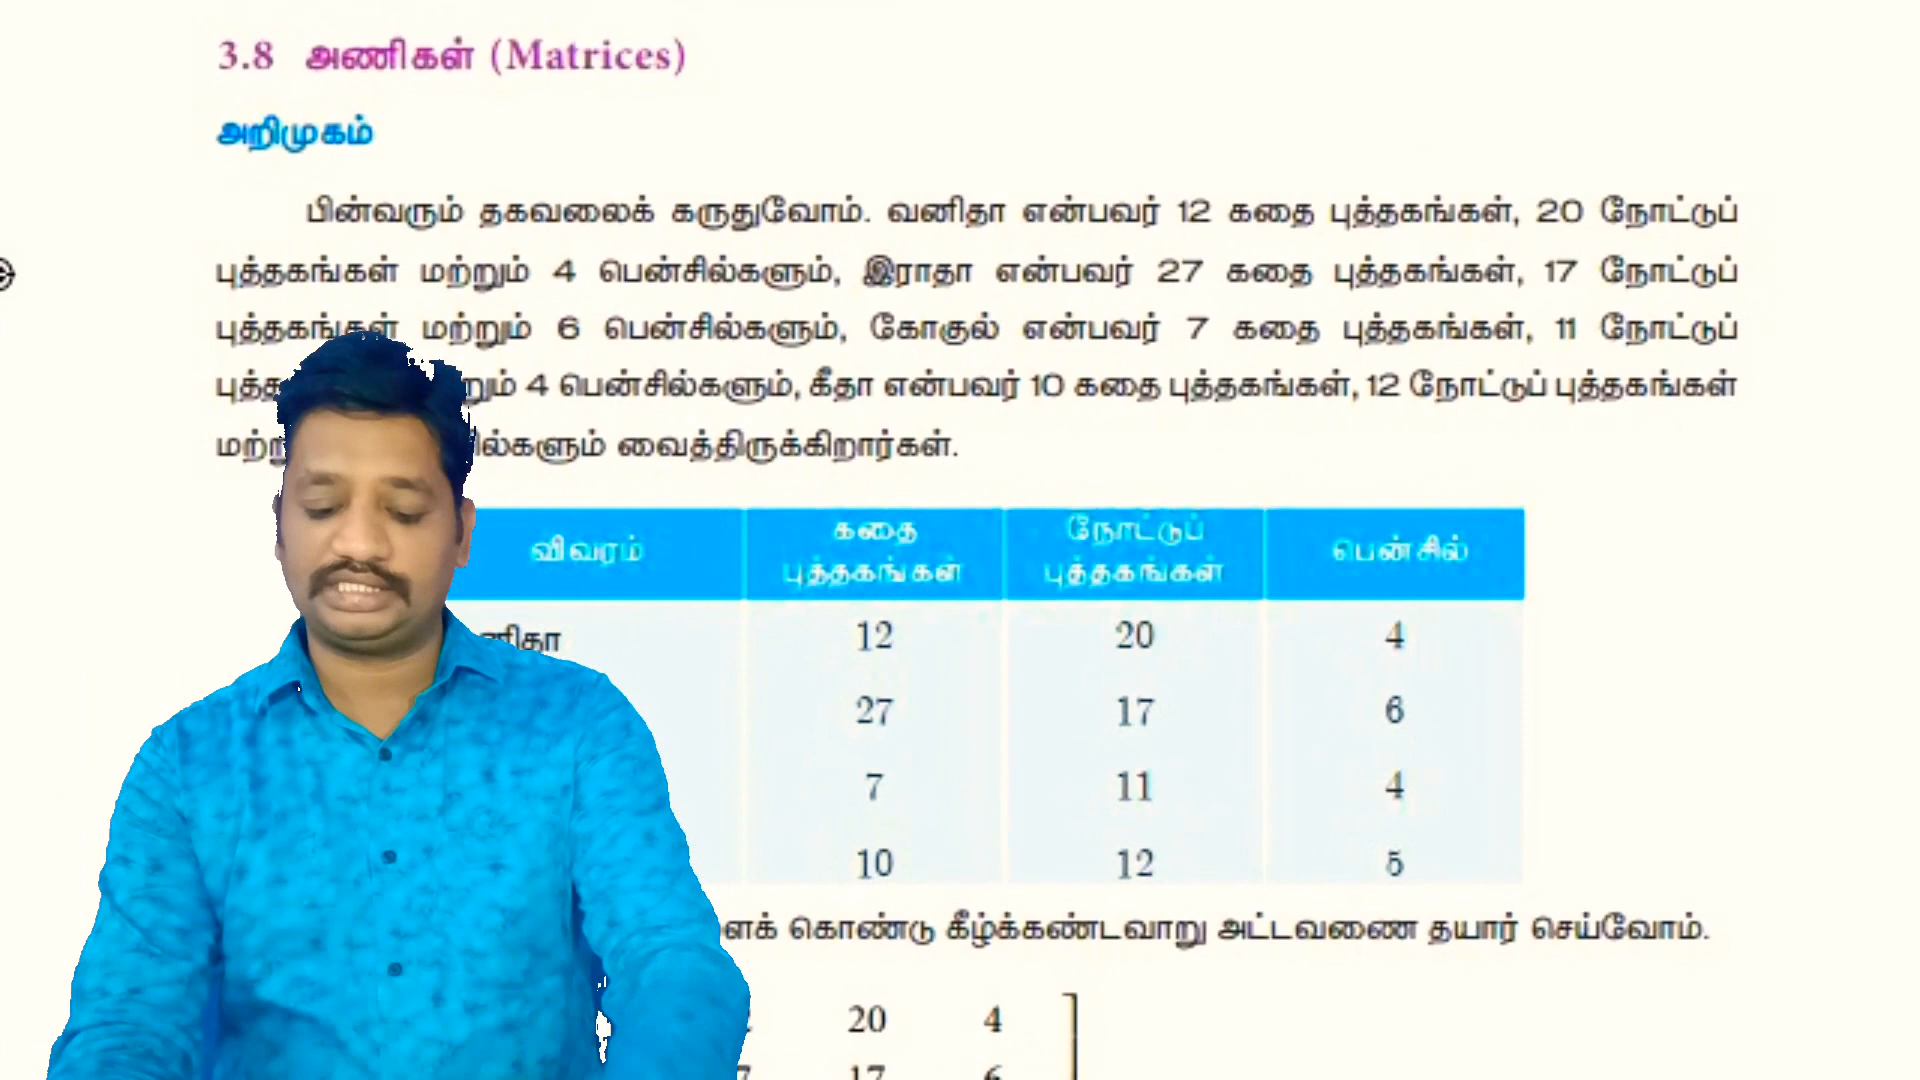 3.8 அணிகள் (Matrices)
அறிமுகம்
பின்வரும் தகவலைக் கருதுவோம். வனிதா என்பவர் 12 கதை புத்தகங்கள், 20 நோட்டுப்
புத்தகங்கள் மற்றும் 4 பென்சில்களும், இராதா என்பவர் 27 கதை புத்தகங்கள், 17 நோட்டுப்
புத்தகங்கள் மற்றும் 6 பென்சில்களும், கோகுல் என்பவர் 7 கதை புத்தகங்கள், 11 நோட்டுப்
4 பென்சில்களும், கீதா என்பவர் 10 கதை புத்தகங்கள், 12 நோட்டுப் புத்தகங்கள்
வைத்திருக்கிறார்கள்.
விவரம் கதை புத்தகங்கள் நோட்டுப் புத்தகங்கள் பென்சில்
12 20 4
27 17 6
7 11 4
10 12 5
கொண்டு கீழ்க்கண்டவாறு அட்டவணை தயார் செய்வோம்.
20 4
17 6